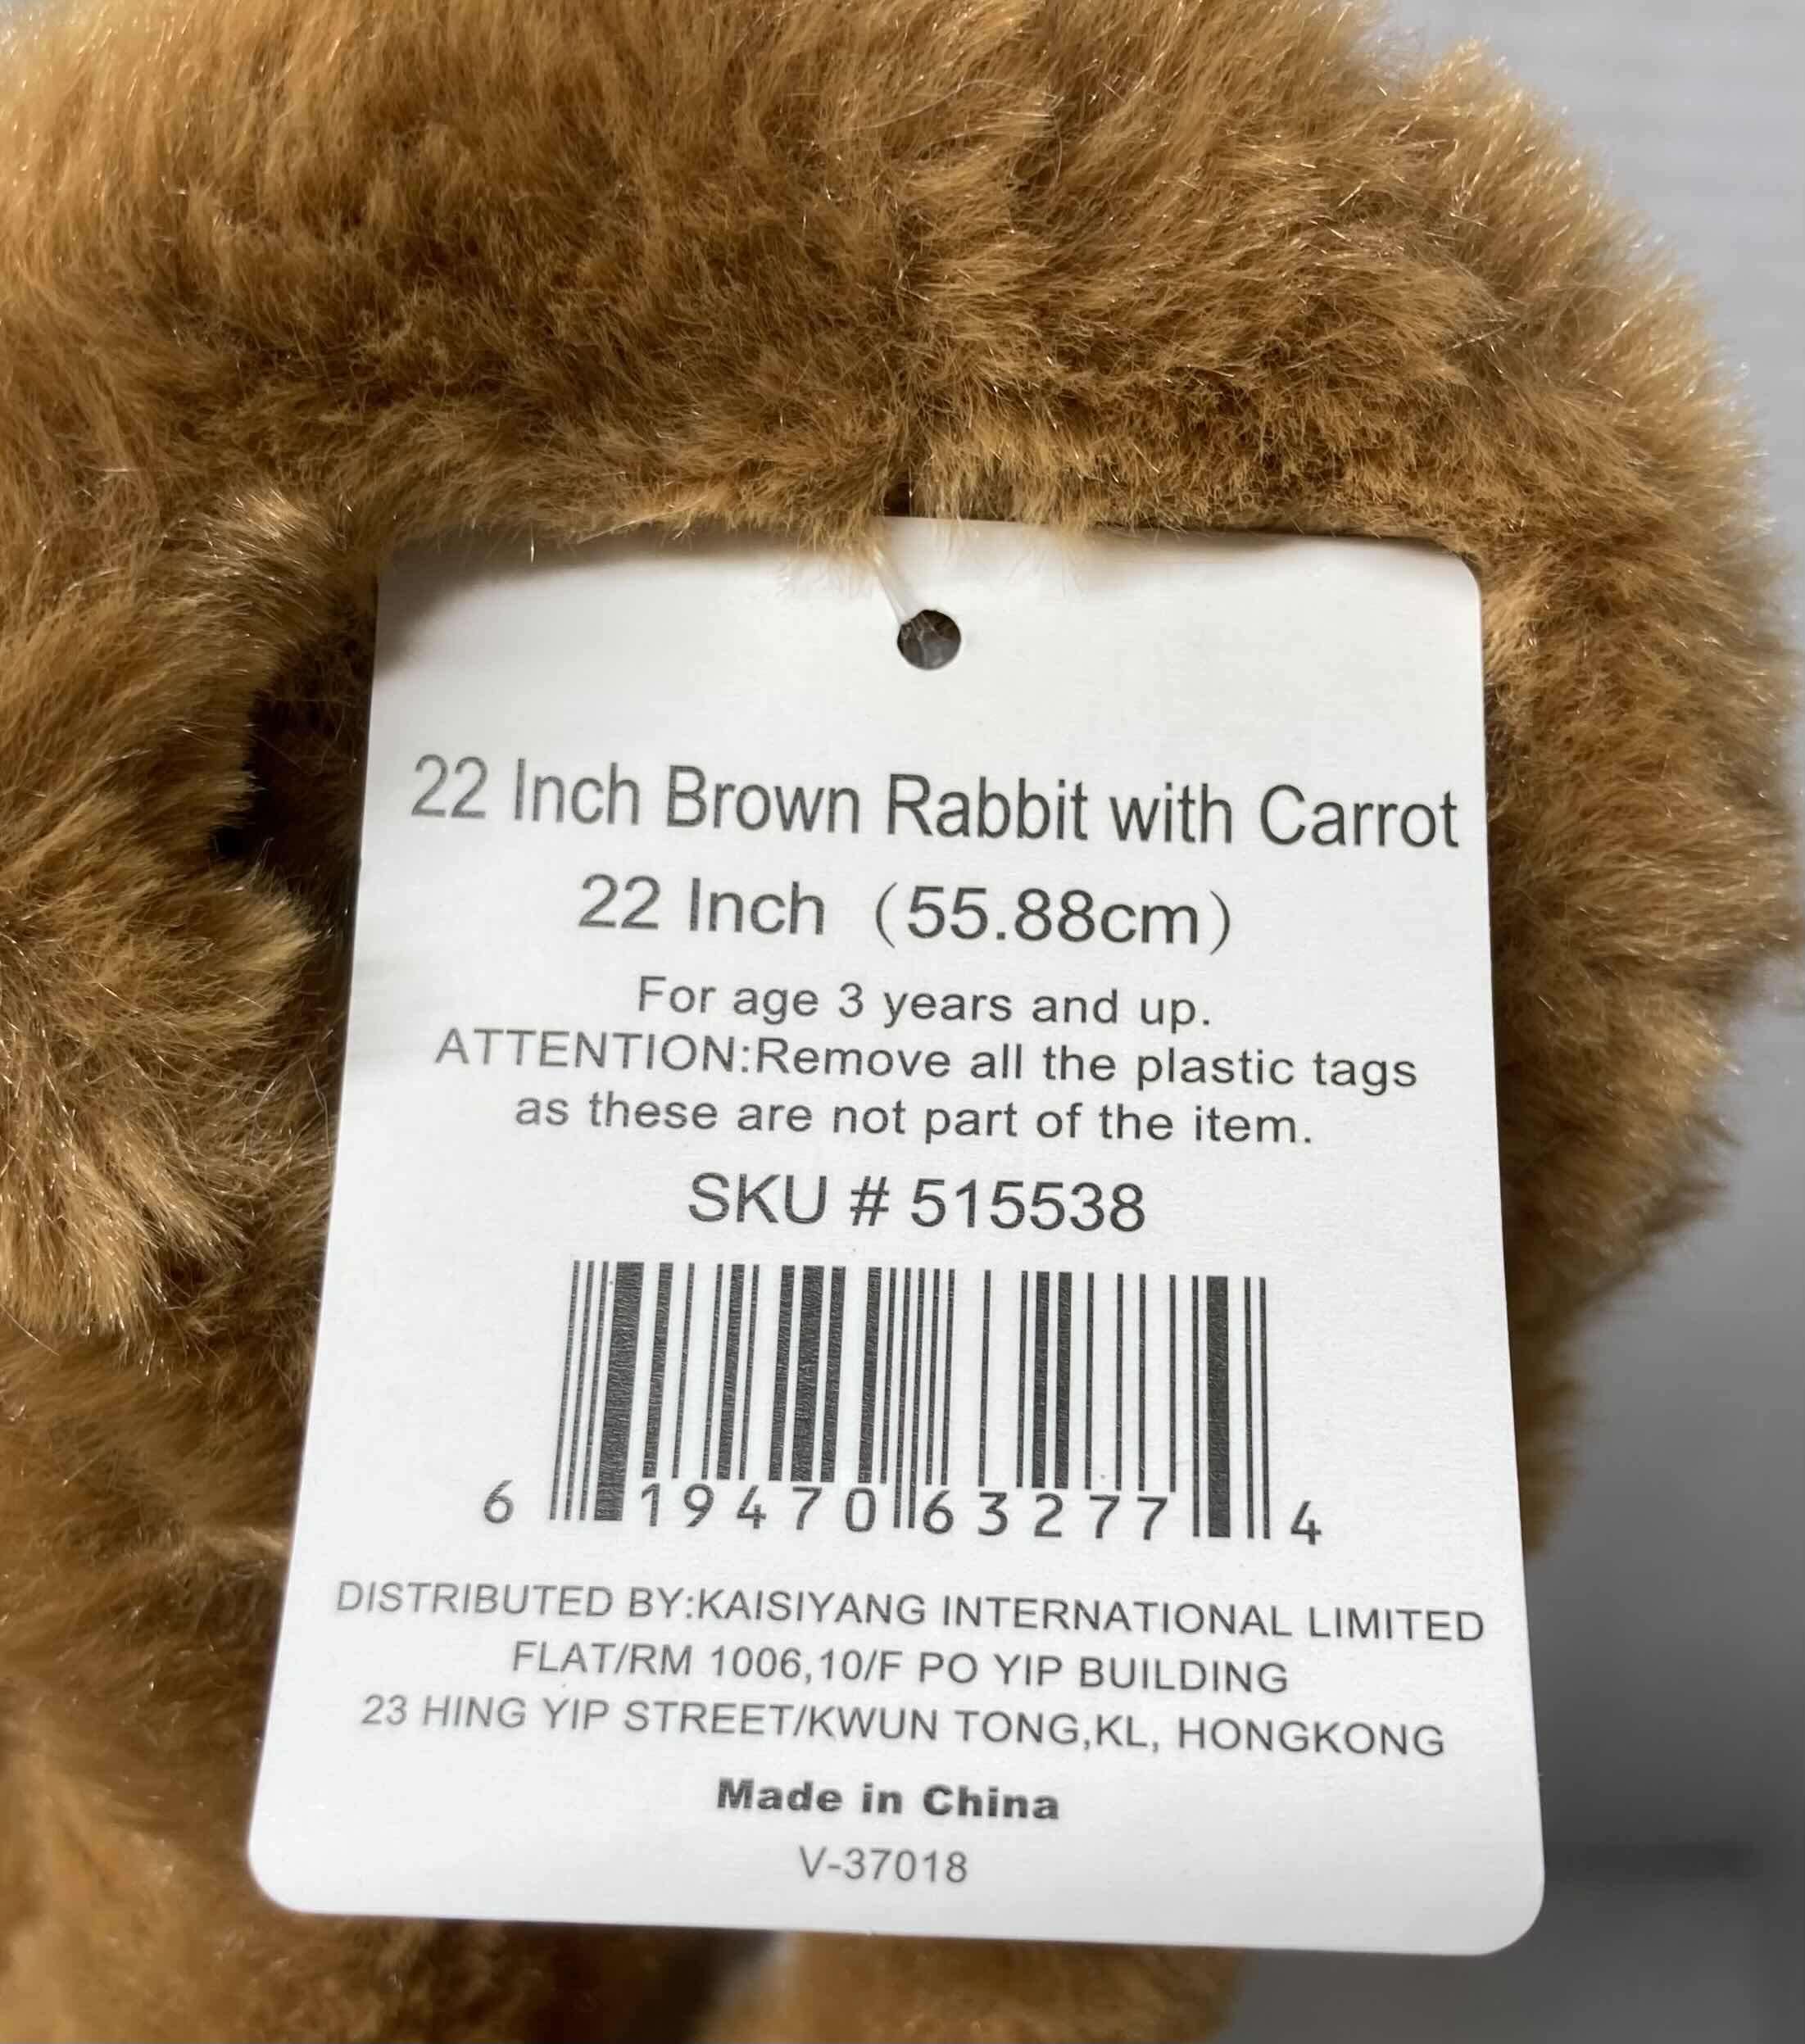 22 Inch Brown Rabbit with Carrot
22 Inch（55.88cm）
For age 3 years and up.
ATTENTION:Remove all the plastic tags
as these are not part of the item.
SKU # 515538
6 19470 63277 4
DISTRIBUTED BY:KAISIYANG INTERNATIONAL LIMITED
FLAT/RM 1006,10/F PO YIP BUILDING
23 HING YIP STREET/KWUN TONG,KL, HONGKONG
Made in China
V-37018